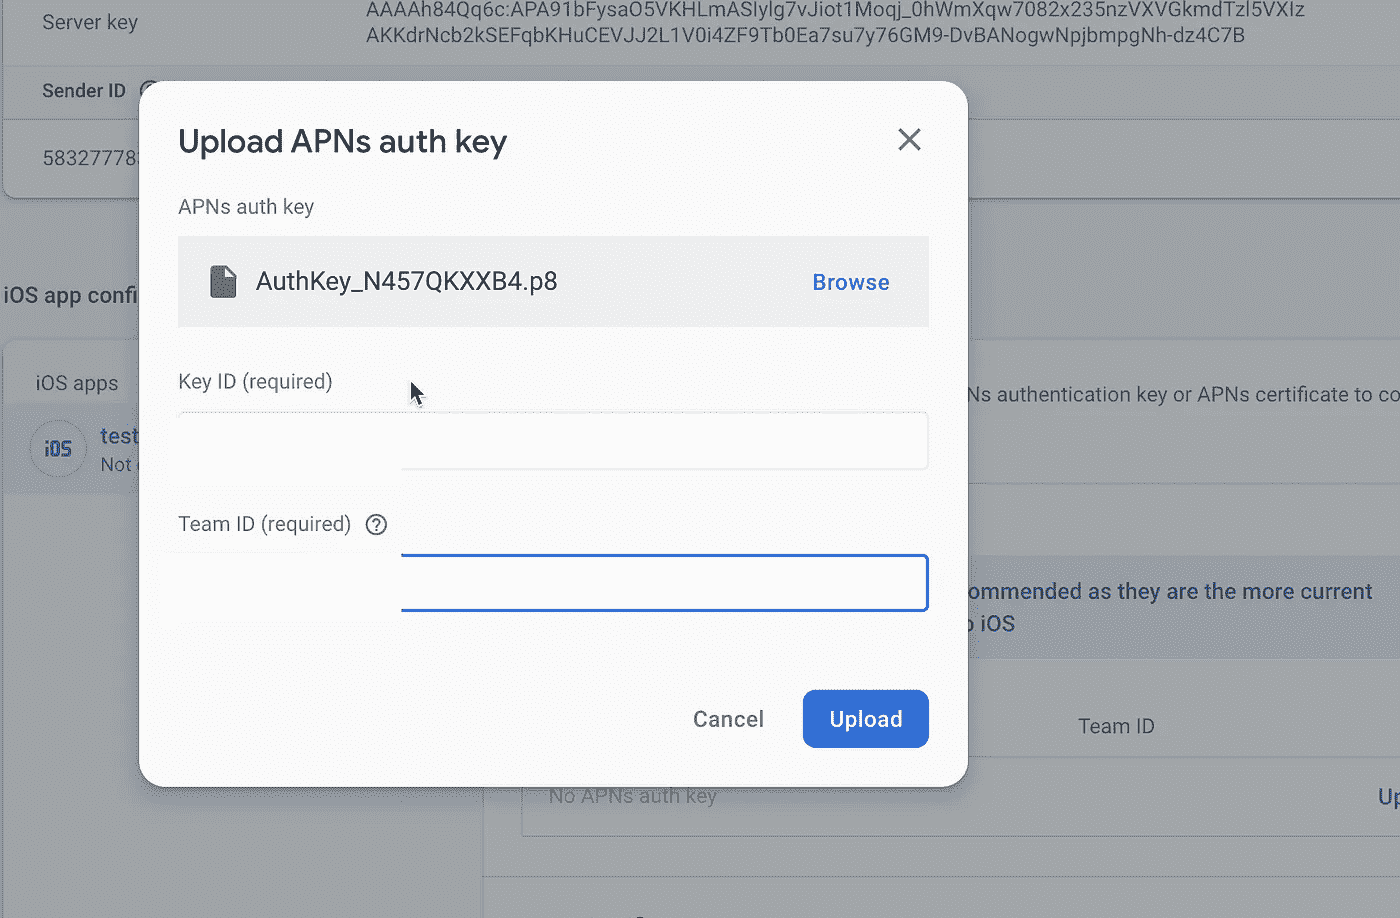 Server key
AAAAh84Qq6c:APA91bFysaO5VKHLmASIylg7vJiot1Moqj_0hWmXqw7082x235nzVXVGkmdTzl5VXIz
AKKdrNcb2kSEFqbKHuCEVJJ2L1V0i4ZF9Tb0Ea7su7y76GM9-DvBANogwNpjbmpgNh-dz4C7B
Sender ID
58327778
Upload APNs auth key
APNs auth key
AuthKey_N457QKXXB4.p8
Browse
iOS app confi
Key ID (required)
iOS apps
Ns authentication key or APNs certificate to co
iOS
test
Not
Team ID (required)
ommended as they are the more current
o iOS
Cancel
Upload
Team ID
No APNs auth key
Up